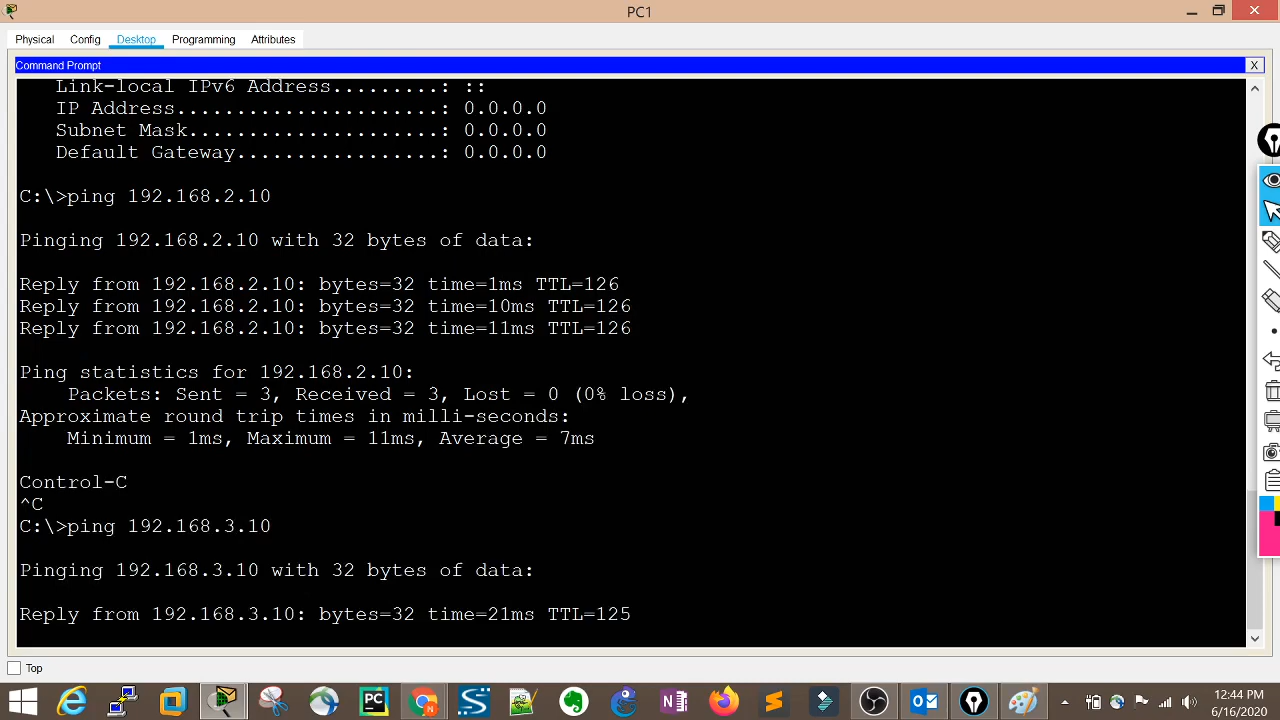 PC1
Physical Config Desktop Programming Attributes
Command Prompt X
Link-local IPv6 Address.........: ::
IP Address......................: 0.0.0.0
Subnet Mask.....................: 0.0.0.0
Default Gateway.................: 0.0.0.0
C:\>ping 192.168.2.10
Pinging 192.168.2.10 with 32 bytes of data:
Reply from 192.168.2.10: bytes=32 time=1ms TTL=126
Reply from 192.168.2.10: bytes=32 time=10ms TTL=126
Reply from 192.168.2.10: bytes=32 time=11ms TTL=126
Ping statistics for 192.168.2.10:
Packets: Sent = 3, Received = 3, Lost = 0 (0% loss),
Approximate round trip times in milli-seconds:
Minimum = 1ms, Maximum = 11ms, Average = 7ms
Control-C
^C
C:\>ping 192.168.3.10
Pinging 192.168.3.10 with 32 bytes of data:
Reply from 192.168.3.10: bytes=32 time=21ms TTL=125
Top
12:44 PM
6/16/2020